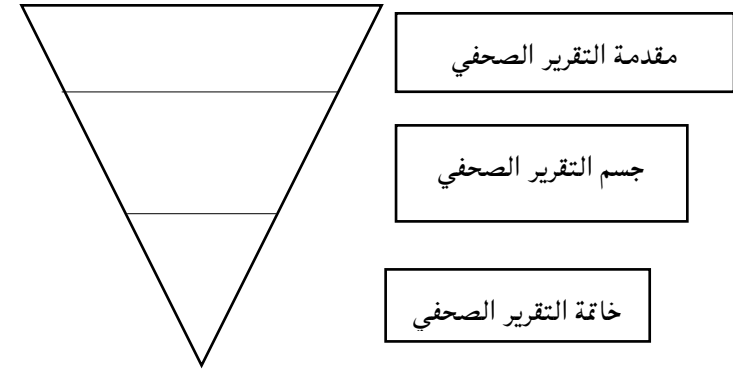 مقدمة التقرير الصحفي
جسم التقرير الصحفي
خاتمة التقرير الصحفي